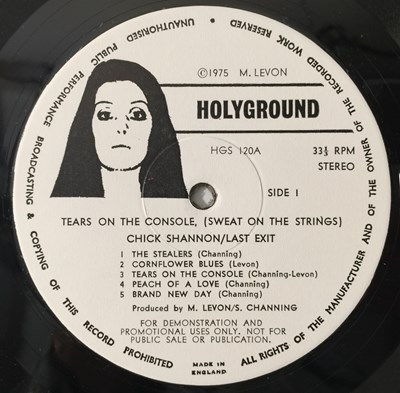 ALL RIGHTS OF THE MANUFACTURER AND OF THE OWNER OF THE RECORDED WORK RESERVED • UNAUTHORISED PUBLIC PERFORMANCE BROADCASTING & COPYING OF THIS RECORD PROHIBITED
©1975 M. LEVON
HOLYGROUND
HGS 120A 33⅓ RPM
STEREO
SIDE I
TEARS ON THE CONSOLE, (SWEAT ON THE STRINGS)
CHICK SHANNON/LAST EXIT
1 THE STEALERS (Channing)
2 CORNFLOWER BLUES (Levon)
3 TEARS ON THE CONSOLE (Channing-Levon)
4 PEACH OF A LOVE (Channing)
5 BRAND NEW DAY (Channing)
Produced by M. LEVON/S. CHANNING
FOR DEMONSTRATION AND
PROMOTIONAL USES ONLY. NOT FOR
PUBLIC SALE OR PUBLICATION.
MADE IN
ENGLAND